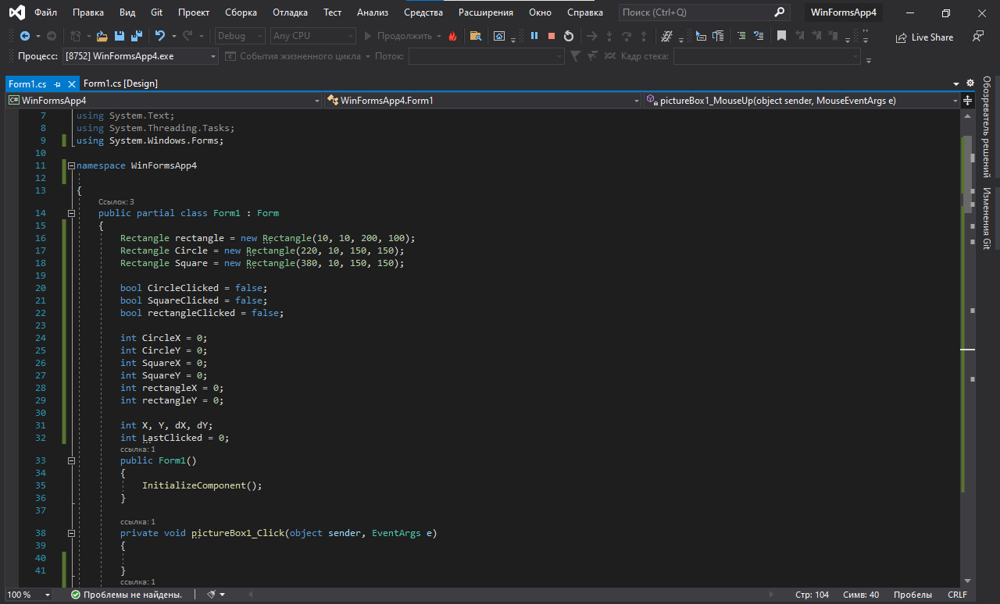 Файл Правка Вид Git Проект Сборка Отладка Тест Анализ Средства Расширения Окно Справка Поиск (Ctrl+Q) WinFormsApp4
Debug Any CPU Продолжить Live Share
Процесс: [8752] WinFormsApp4.exe События жизненного цикла Поток: Кадр стека:
Form1.cs Form1.cs [Design]
C# WinFormsApp4 WinFormsApp4.Form1 pictureBox1_MouseUp(object sender, MouseEventArgs e)
7 using System.Text;
8 using System.Threading.Tasks;
9 using System.Windows.Forms;
10
11 namespace WinFormsApp4
12
13 {
Ссылок: 3
14 public partial class Form1 : Form
15 {
16 Rectangle rectangle = new Rectangle(10, 10, 200, 100);
17 Rectangle Circle = new Rectangle(220, 10, 150, 150);
18 Rectangle Square = new Rectangle(380, 10, 150, 150);
19
20 bool CircleClicked = false;
21 bool SquareClicked = false;
22 bool rectangleClicked = false;
23
24 int CircleX = 0;
25 int CircleY = 0;
26 int SquareX = 0;
27 int SquareY = 0;
28 int rectangleX = 0;
29 int rectangleY = 0;
30
31 int X, Y, dX, dY;
32 int LastClicked = 0;
ссылка: 1
33 public Form1()
34 {
35 InitializeComponent();
36 }
37
ссылка: 1
38 private void pictureBox1_Click(object sender, EventArgs e)
39 {
40
41 }
ссылка: 1
100 % Проблемы не найдены. Стр: 104 Симв: 40 Пробелы CRLF
Обозреватель решений
Изменения Git